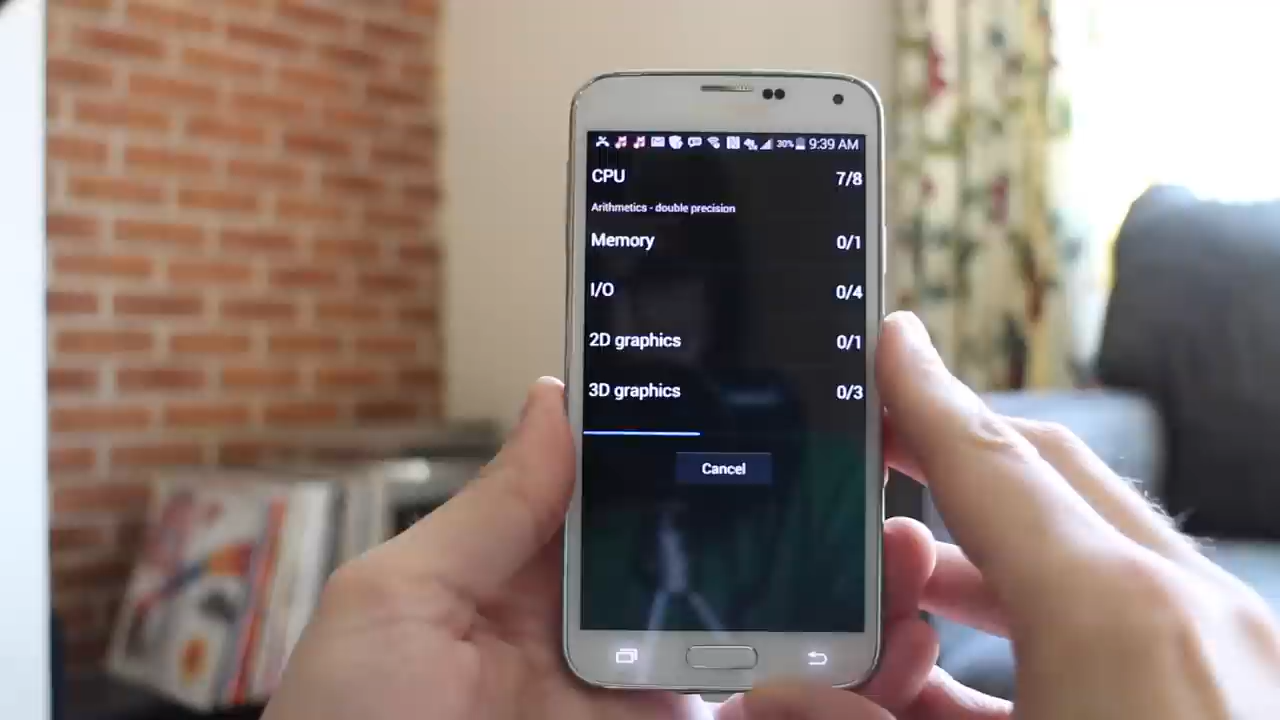 30% 9:39 AM
CPU 7/8
Arithmetics - double precision
Memory 0/1
I/O 0/4
2D graphics 0/1
3D graphics 0/3
Cancel